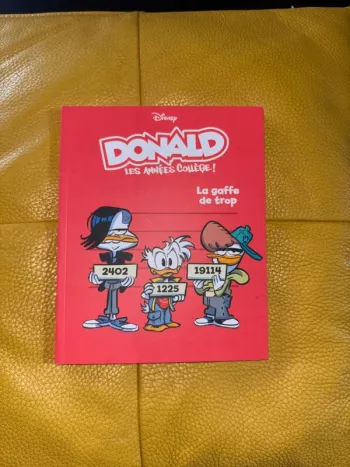 Disney
DONALD
LES ANNÉES COLLÈGE !
La gaffe
de trop
2402
1225
19114